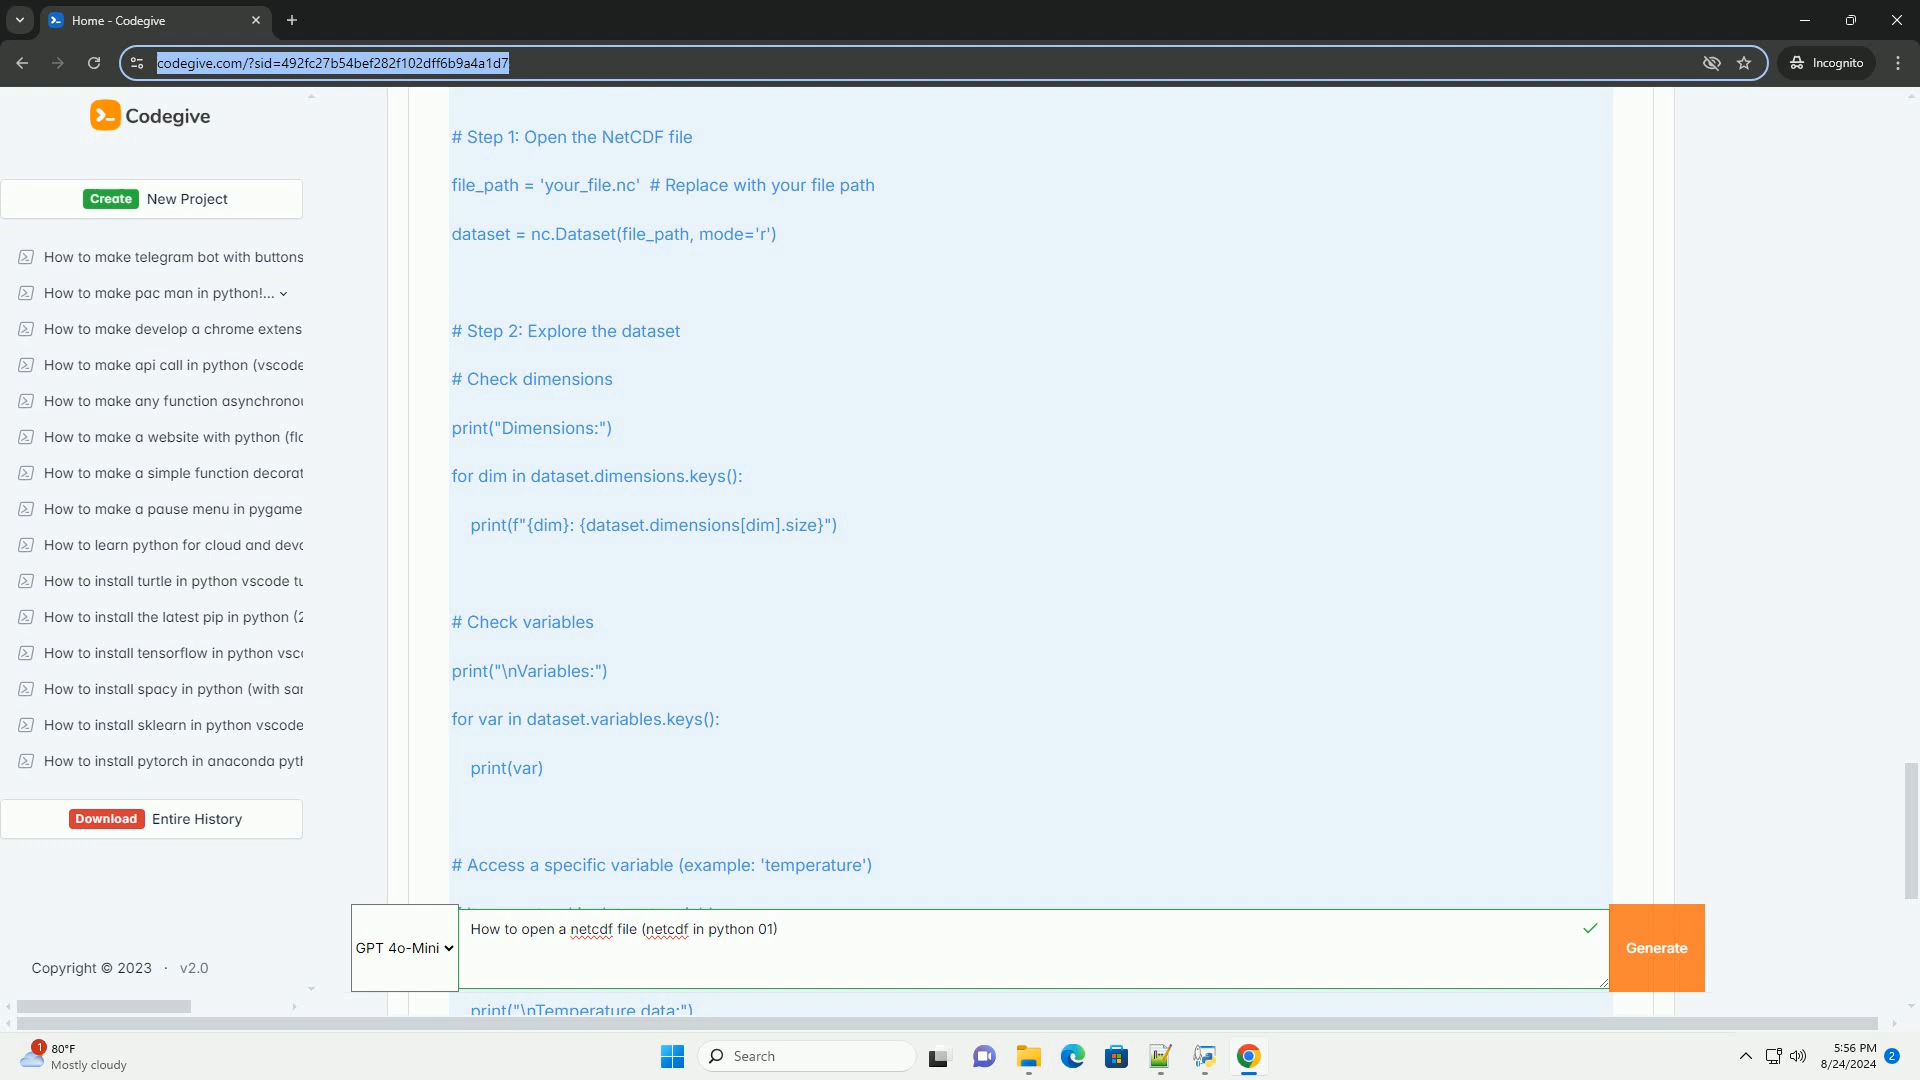 Home - Codegive
codegive.com/?sid=492fc27b54bef282f102dff6b9a4a1d7
Incognito
Codegive
Create New Project
How to make telegram bot with buttons
How to make pac man in python!...
How to make develop a chrome extens
How to make api call in python (vscode
How to make any function asynchronou
How to make a website with python (fla
How to make a simple function decorat
How to make a pause menu in pygame
How to learn python for cloud and devo
How to install turtle in python vscode tu
How to install the latest pip in python (2
How to install tensorflow in python vsco
How to install spacy in python (with sar
How to install sklearn in python vscode
How to install pytorch in anaconda pyth
Download Entire History
Copyright © 2023 · v2.0
# Step 1: Open the NetCDF file
file_path = 'your_file.nc'  # Replace with your file path
dataset = nc.Dataset(file_path, mode='r')
# Step 2: Explore the dataset
# Check dimensions
print("Dimensions:")
for dim in dataset.dimensions.keys():
print(f"{dim}: {dataset.dimensions[dim].size}")
# Check variables
print("\nVariables:")
for var in dataset.variables.keys():
print(var)
# Access a specific variable (example: 'temperature')
GPT 4o-Mini
How to open a netcdf file (netcdf in python 01)
Generate
print("\nTemperature data:")
1
80°F
Mostly cloudy
Search
5:56 PM
8/24/2024
2